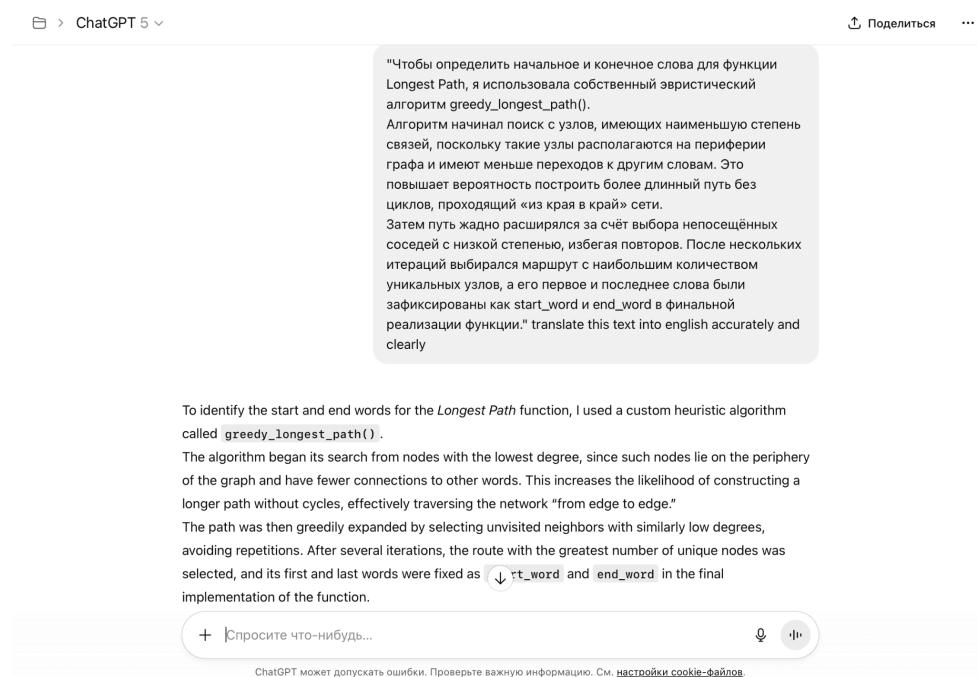 ChatGPT 5
Поделиться
"Чтобы определить начальное и конечное слова для функции
Longest Path, я использовала собственный эвристический
алгоритм greedy_longest_path().
Алгоритм начинал поиск с узлов, имеющих наименьшую степень
связей, поскольку такие узлы располагаются на периферии
графа и имеют меньше переходов к другим словам. Это
повышает вероятность построить более длинный путь без
циклов, проходящий «из края в край» сети.
Затем путь жадно расширялся за счёт выбора непосещённых
соседей с низкой степенью, избегая повторов. После нескольких
итераций выбирался маршрут с наибольшим количеством
уникальных узлов, а его первое и последнее слова были
зафиксированы как start_word и end_word в финальной
реализации функции." translate this text into english accurately and
clearly
To identify the start and end words for the Longest Path function, I used a custom heuristic algorithm
called greedy_longest_path().
The algorithm began its search from nodes with the lowest degree, since such nodes lie on the periphery
of the graph and have fewer connections to other words. This increases the likelihood of constructing a
longer path without cycles, effectively traversing the network “from edge to edge.”
The path was then greedily expanded by selecting unvisited neighbors with similarly low degrees,
avoiding repetitions. After several iterations, the route with the greatest number of unique nodes was
selected, and its first and last words were fixed as rt_word and end_word in the final
implementation of the function.
Спросите что-нибудь...
ChatGPT может допускать ошибки. Проверьте важную информацию. См. настройки cookie-файлов.